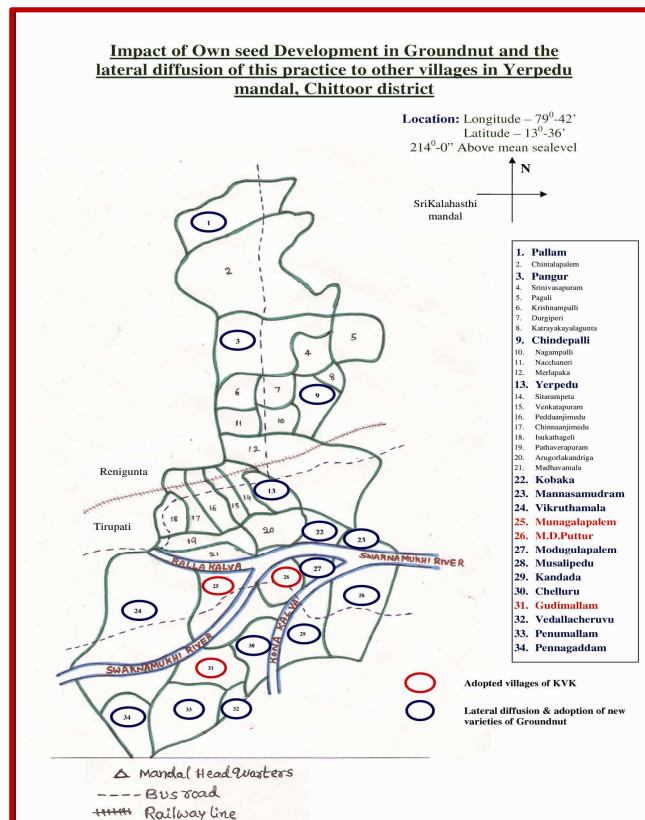 Impact of Own seed Development in Groundnut and the
lateral diffusion of this practice to other villages in Yerpedu
mandal, Chittoor district
Location: Longitude – 79⁰-42’
Latitude – 13⁰-36’
214⁰-0” Above mean sealevel
N
SriKalahasthi
mandal
1
2
3
4
5
6
7
8
9
11
10
12
Renigunta
Tirupati
13
14
15
16
17
18
19
20
21
22
23
RALLA KALVA
SWARNAMUKHI RIVER
24
25
26
27
28
KONA KALVA
29
30
SWARNAMUKHI RIVER
31
32
33
34
1. Pallam
2. Chintalapalem
3. Pangur
4. Srinivasapuram
5. Pagali
6. Krishnampalli
7. Durgiperi
8. Katrayakayalagunta
9. Chindepalli
10. Nagampalli
11. Nacchaneri
12. Merlapaka
13. Yerpedu
14. Sitarampeta
15. Venkatapuram
16. Peddaanjimedu
17. Chinnaanjimedu
18. Isukathageli
19. Pathaverapuram
20. Arugorlakandriga
21. Madhavamala
22. Kobaka
23. Mannasamudram
24. Vikruthamala
25. Munagalapalem
26. M.D.Puttur
27. Modugulapalem
28. Musalipedu
29. Kandada
30. Chelluru
31. Gudimallam
32. Vedallacheruvu
33. Penumallam
34. Pennagaddam
Adopted villages of KVK
Lateral diffusion & adoption of new
varieties of Groundnut
Mandal Head Quarters
Bus road
Railway line